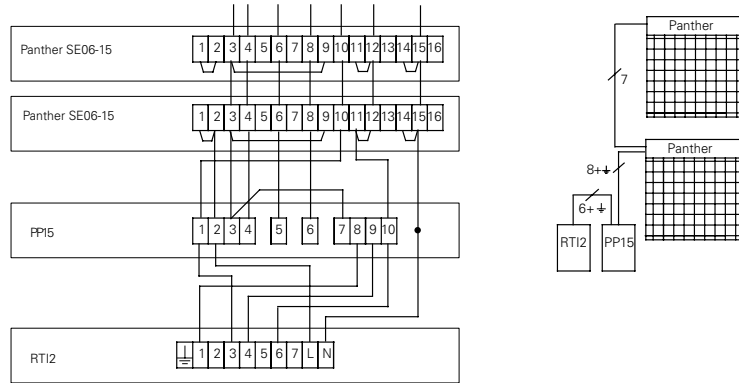 Panther SE06-15 1 2 3 4 5 6 7 8 9 10 11 12 13 14 15 16
Panther SE06-15 1 2 3 4 5 6 7 8 9 10 11 12 13 14 15 16
PP15 1 2 3 4 5 6 7 8 9 10
RTI2 1 2 3 4 5 6 7 L N
Panther
7
Panther
8+
6+
RTI2 PP15